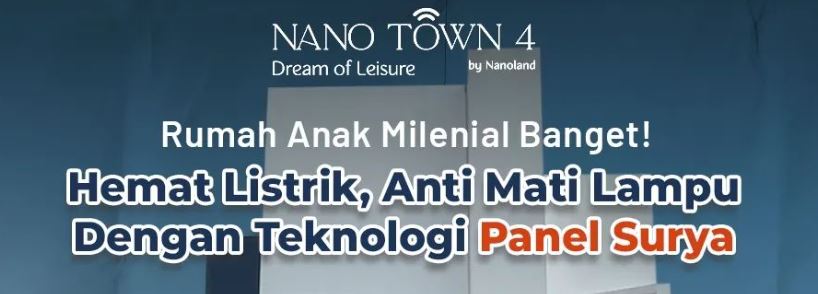 NANO TOWN 4
Dream of Leisure by Nanoland
Rumah Anak Milenial Banget!
Hemat Listrik, Anti Mati Lampu
Dengan Teknologi Panel Surya